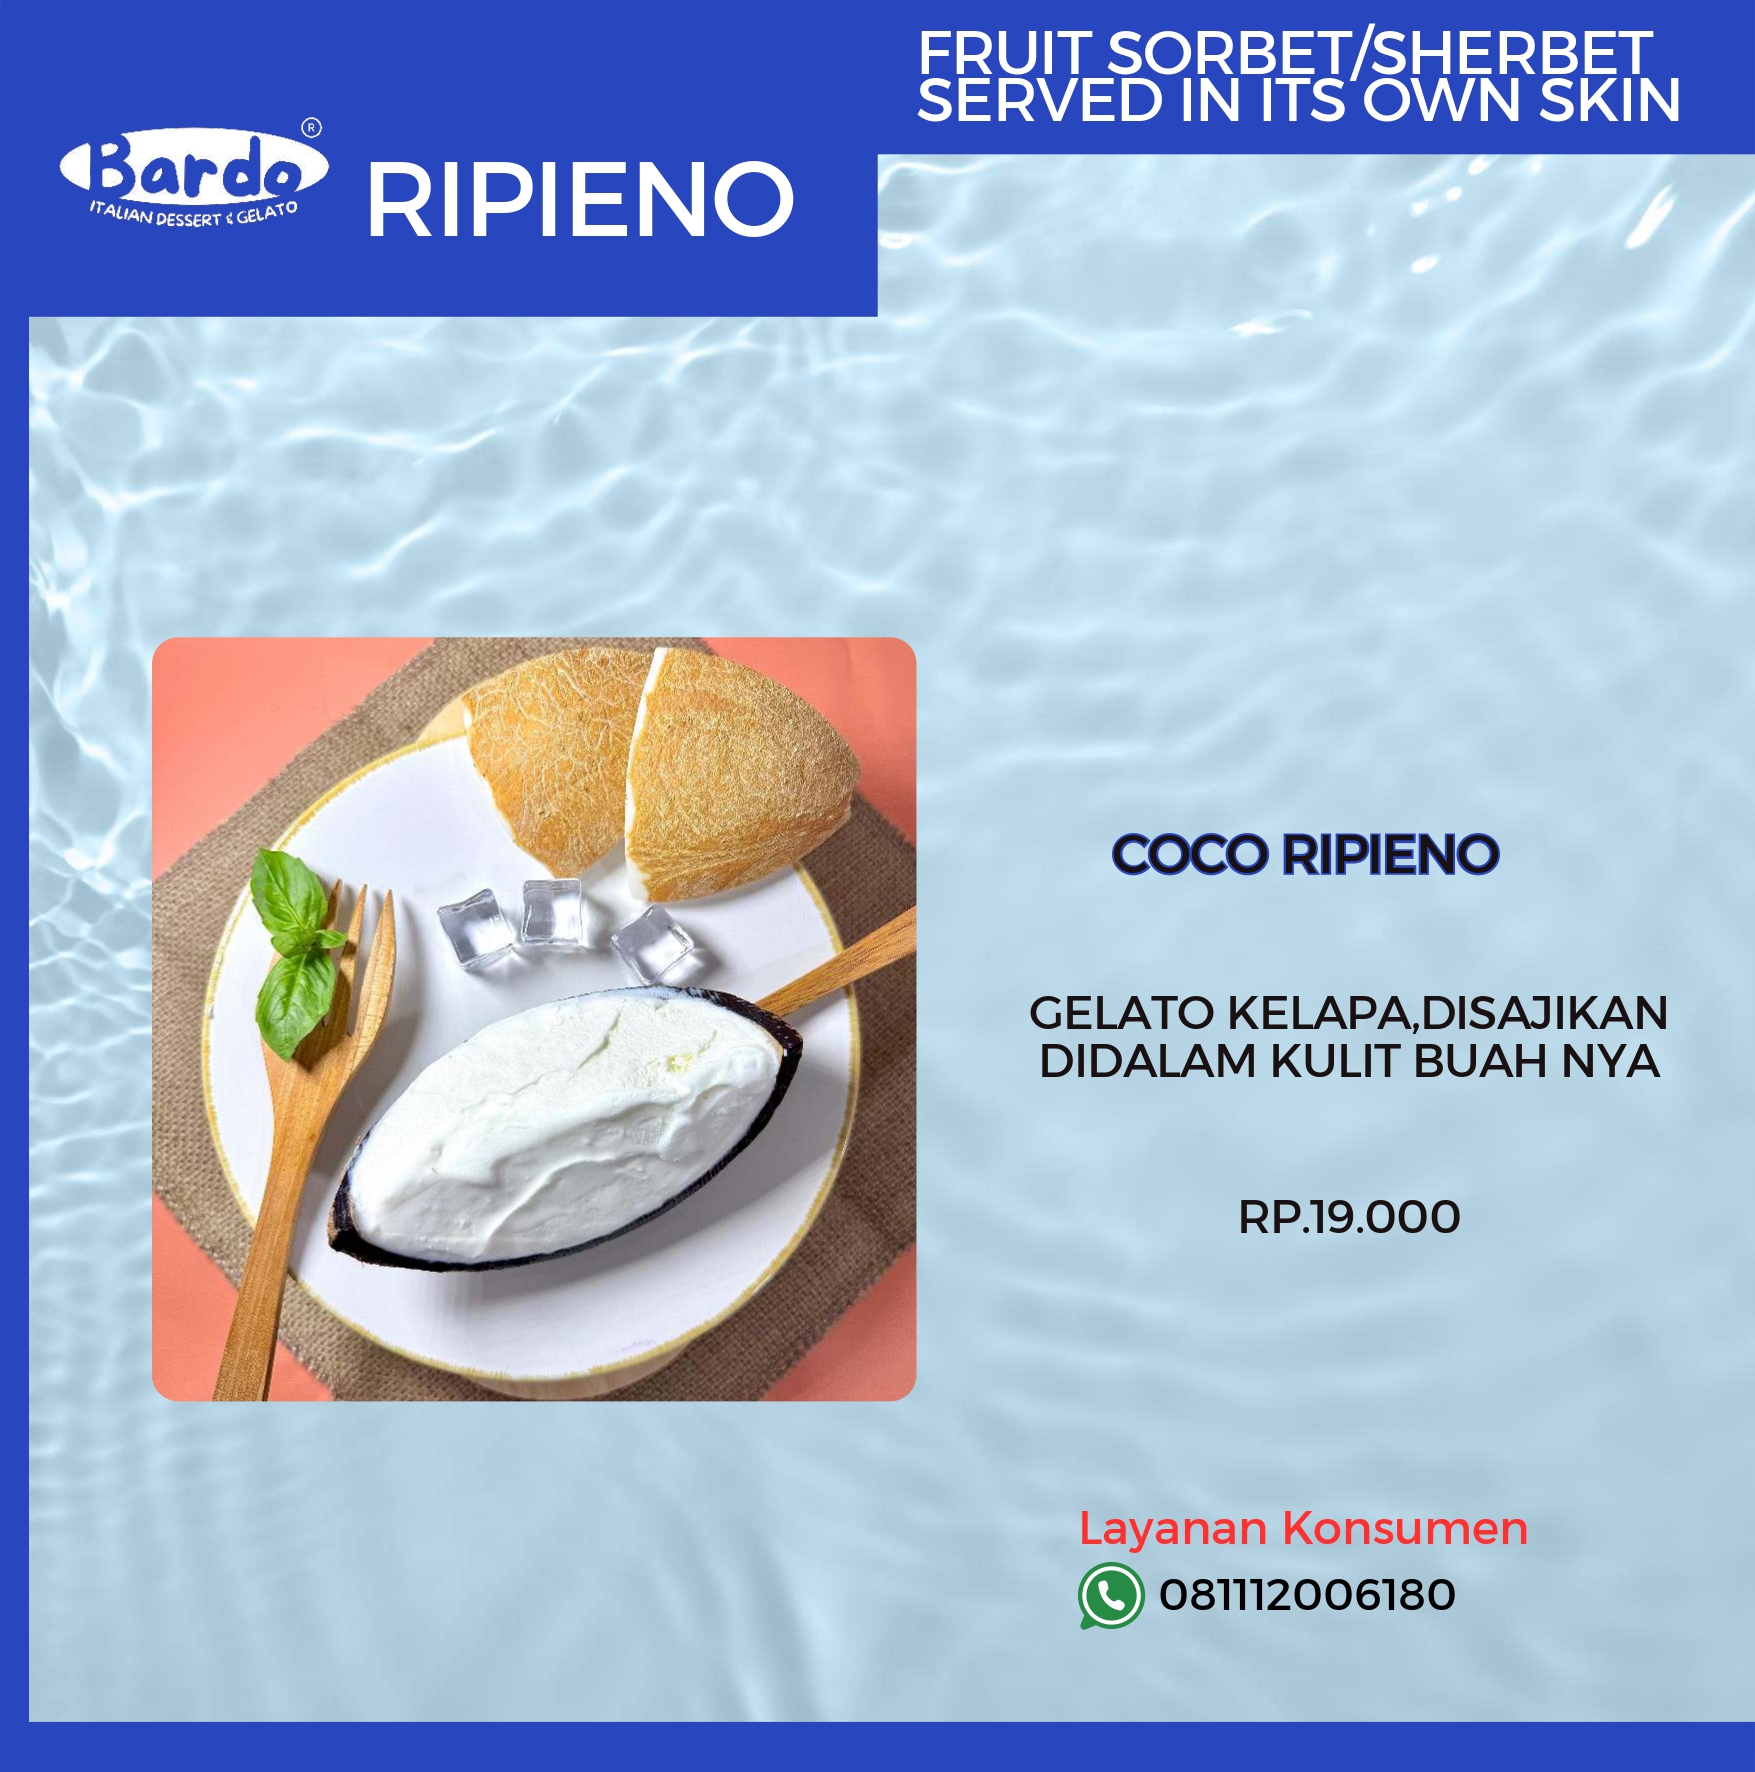 FRUIT SORBET/SHERBET
SERVED IN ITS OWN SKIN
®
Bardo
ITALIAN DESSERT & GELATO
RIPIENO
COCO RIPIENO
GELATO KELAPA,DISAJIKAN
DIDALAM KULIT BUAH NYA
RP.19.000
Layanan Konsumen
081112006180